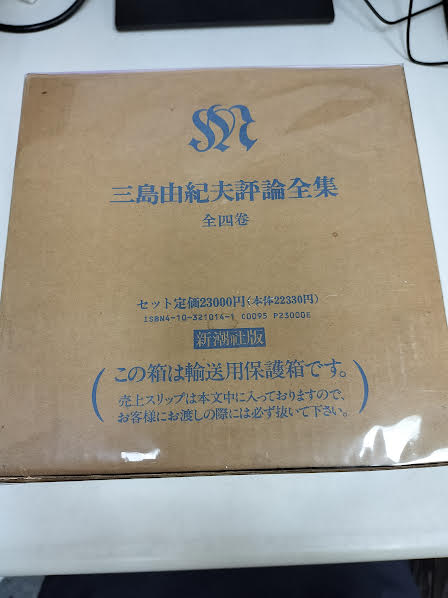 三島由紀夫評論全集
全四巻
セット定価23000円(本体22330円)
ISBN4-10-321014-1 C0095 P23000E
新潮社版
(この箱は輸送用保護箱です。
売上スリップは本文中に入っておりますので、
お客様にお渡しの際には必ず抜いて下さい。)